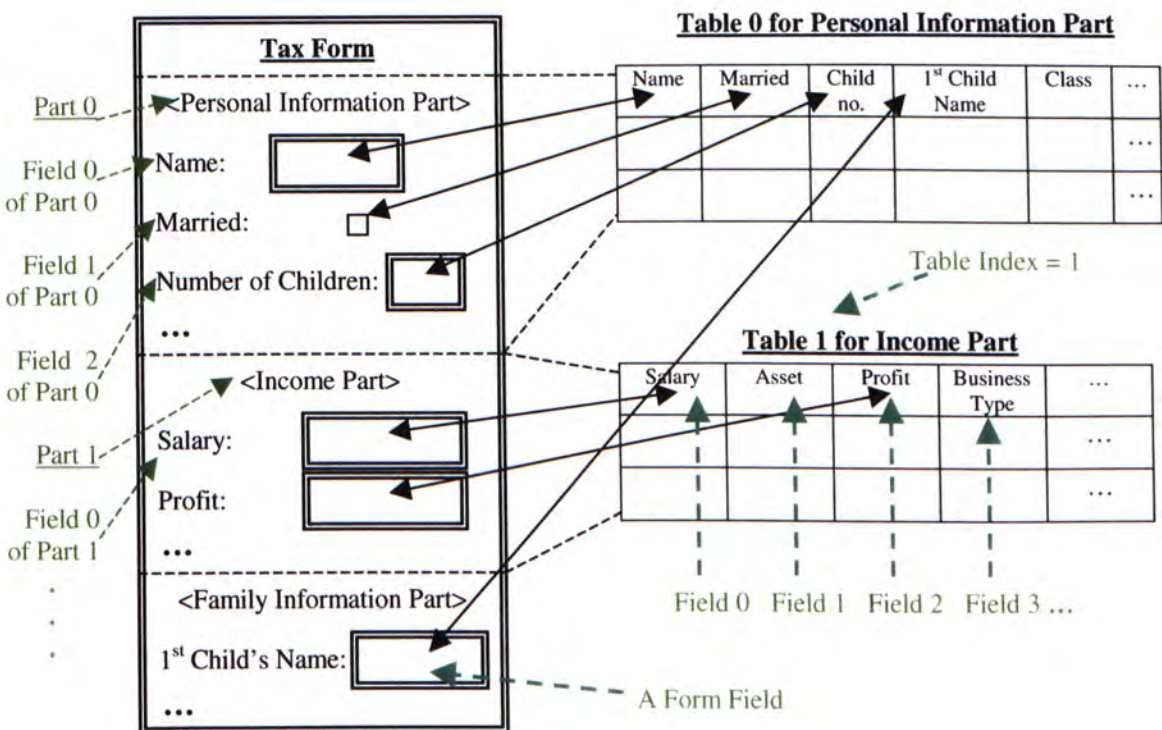 Tax Form
Part 0
<Personal Information Part>
Field 0
of Part 0
Name:
Field 1
of Part 0
Married:
Field 2
of Part 0
Number of Children:
...
Part 1
<Income Part>
Field 0
of Part 1
Salary:
Profit:
...
.
.
.
<Family Information Part>
1st Child's Name:
...
A Form Field
Table 0 for Personal Information Part
Name Married Child no. 1st Child Name Class ...
...
...
Table Index = 1
Table 1 for Income Part
Salary Asset Profit Business Type ...
...
...
Field 0 Field 1 Field 2 Field 3 ...